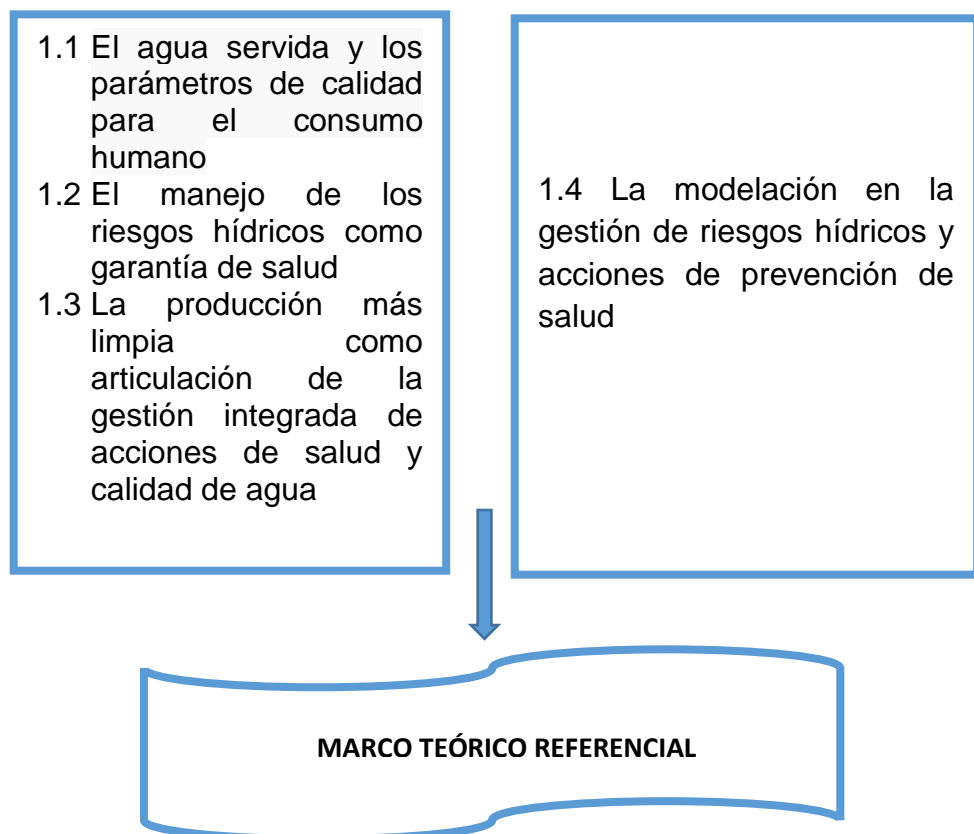 1.1 El agua servida y los
parámetros de calidad
para el consumo
humano
1.2 El manejo de los
riesgos hídricos como
garantía de salud
1.3 La producción más
limpia como
articulación de la
gestión integrada de
acciones de salud y
calidad de agua
1.4 La modelación en la
gestión de riesgos hídricos y
acciones de prevención de
salud
MARCO TEÓRICO REFERENCIAL